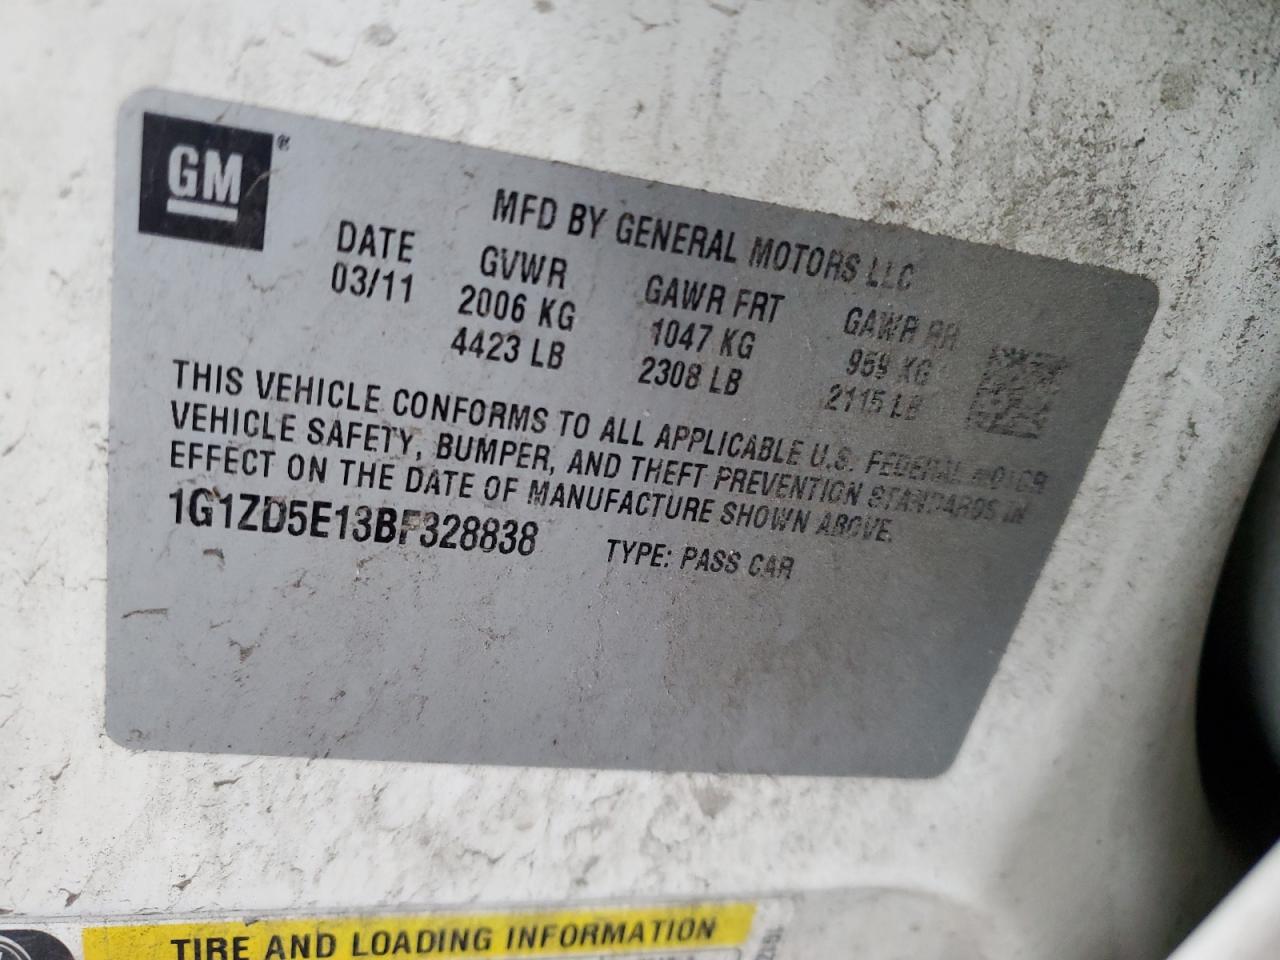 GM ®
MFD BY GENERAL MOTORS LLC
DATE GVWR GAWR FRT GAWR RR
03/11 2006 KG 1047 KG 959 KG
4423 LB 2308 LB 2115 LB
THIS VEHICLE CONFORMS TO ALL APPLICABLE U.S. FEDERAL MOTOR
VEHICLE SAFETY, BUMPER, AND THEFT PREVENTION STANDARDS IN
EFFECT ON THE DATE OF MANUFACTURE SHOWN ABOVE.
1G1ZD5E13BF328838 TYPE: PASS CAR
TIRE AND LOADING INFORMATION